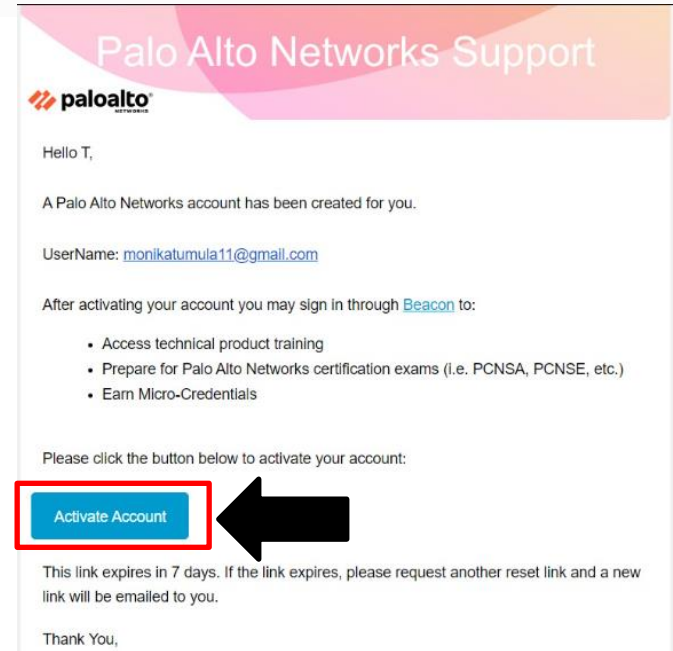 Palo Alto Networks Support
paloalto
NETWORKS
Hello T,
A Palo Alto Networks account has been created for you.
UserName: monikatumula11@gmail.com
After activating your account you may sign in through Beacon to:
• Access technical product training
• Prepare for Palo Alto Networks certification exams (i.e. PCNSA, PCNSE, etc.)
• Earn Micro-Credentials
Please click the button below to activate your account:
Activate Account
This link expires in 7 days. If the link expires, please request another reset link and a new
link will be emailed to you.
Thank You,